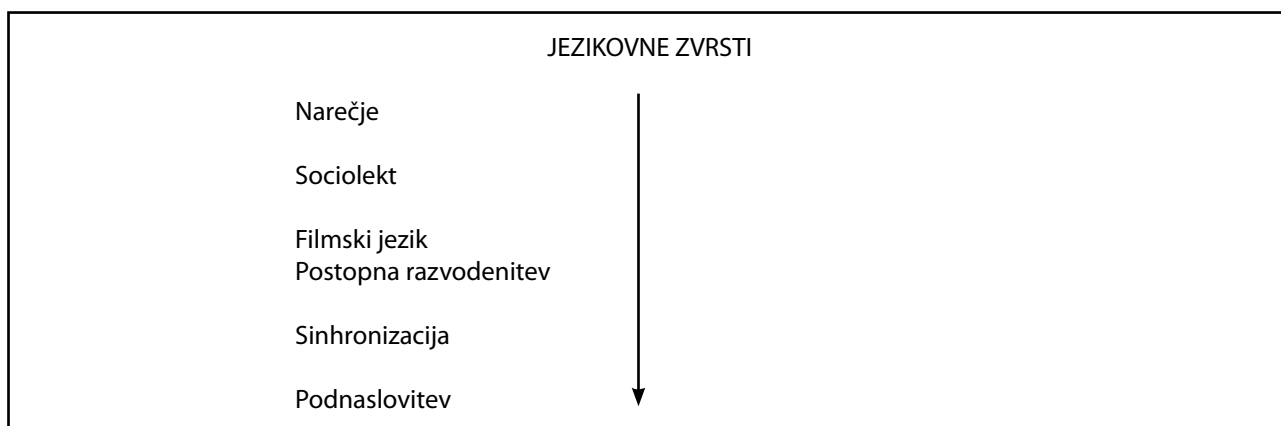 JEZIKOVNE ZVRSTI
Narečje
Sociolekt
Filmski jezik
Postopna razvodenitev
Sinhronizacija
Podnaslovitev